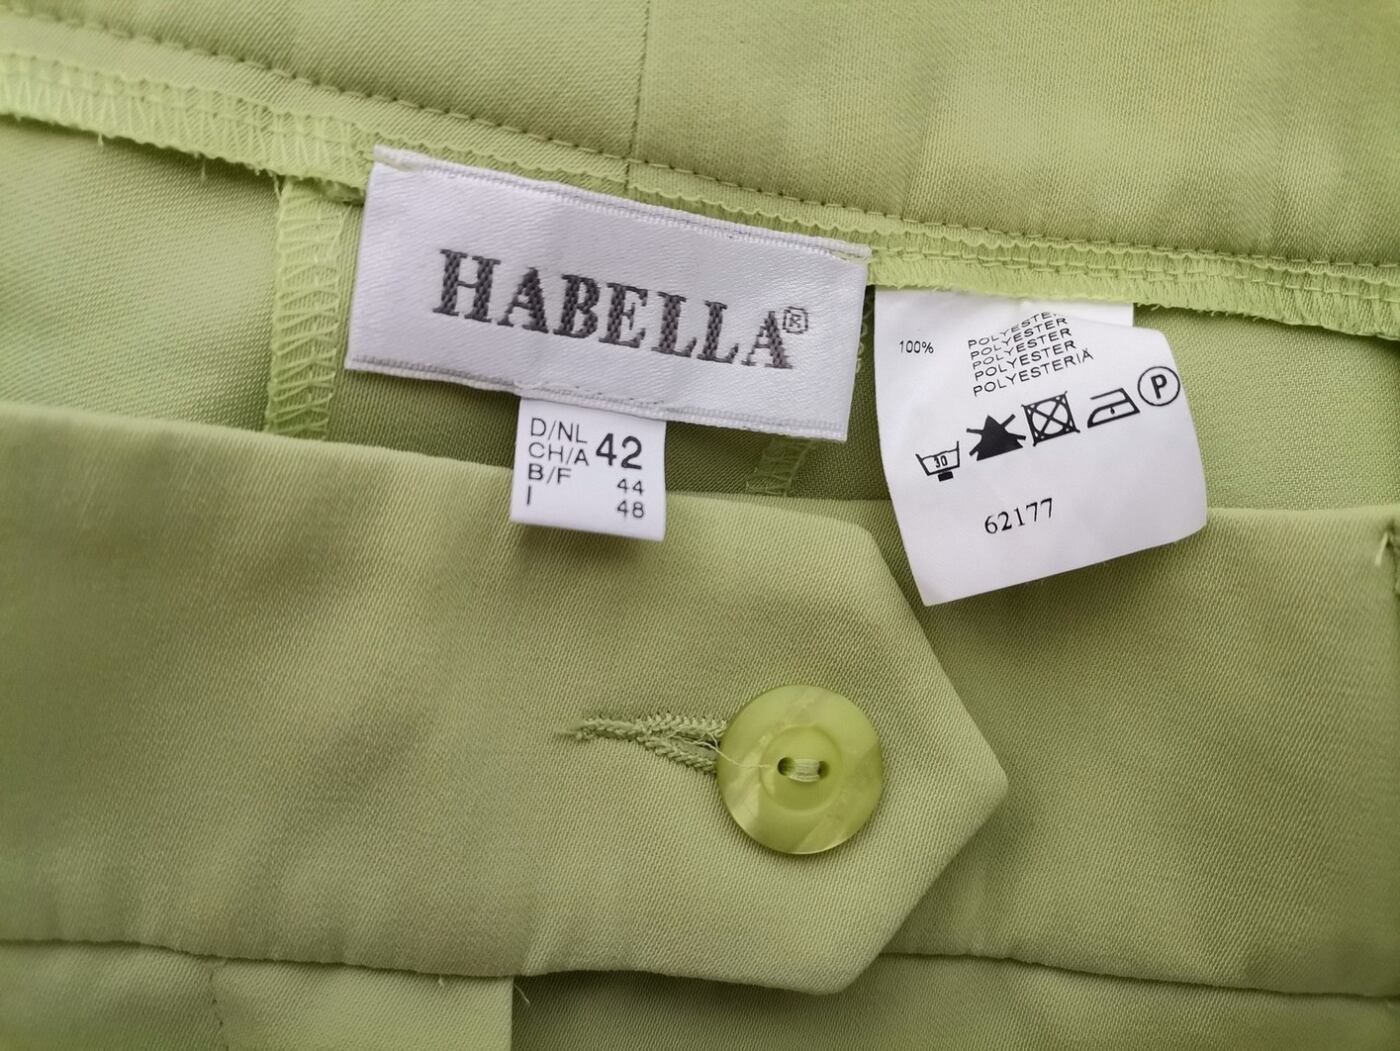 HABELLA®
D/NL
CH/A 42
B/F 44
I 48
100% POLYESTER
POLYESTER
POLYESTER
POLYESTER
POLYESTERIÄ
30
P
62177